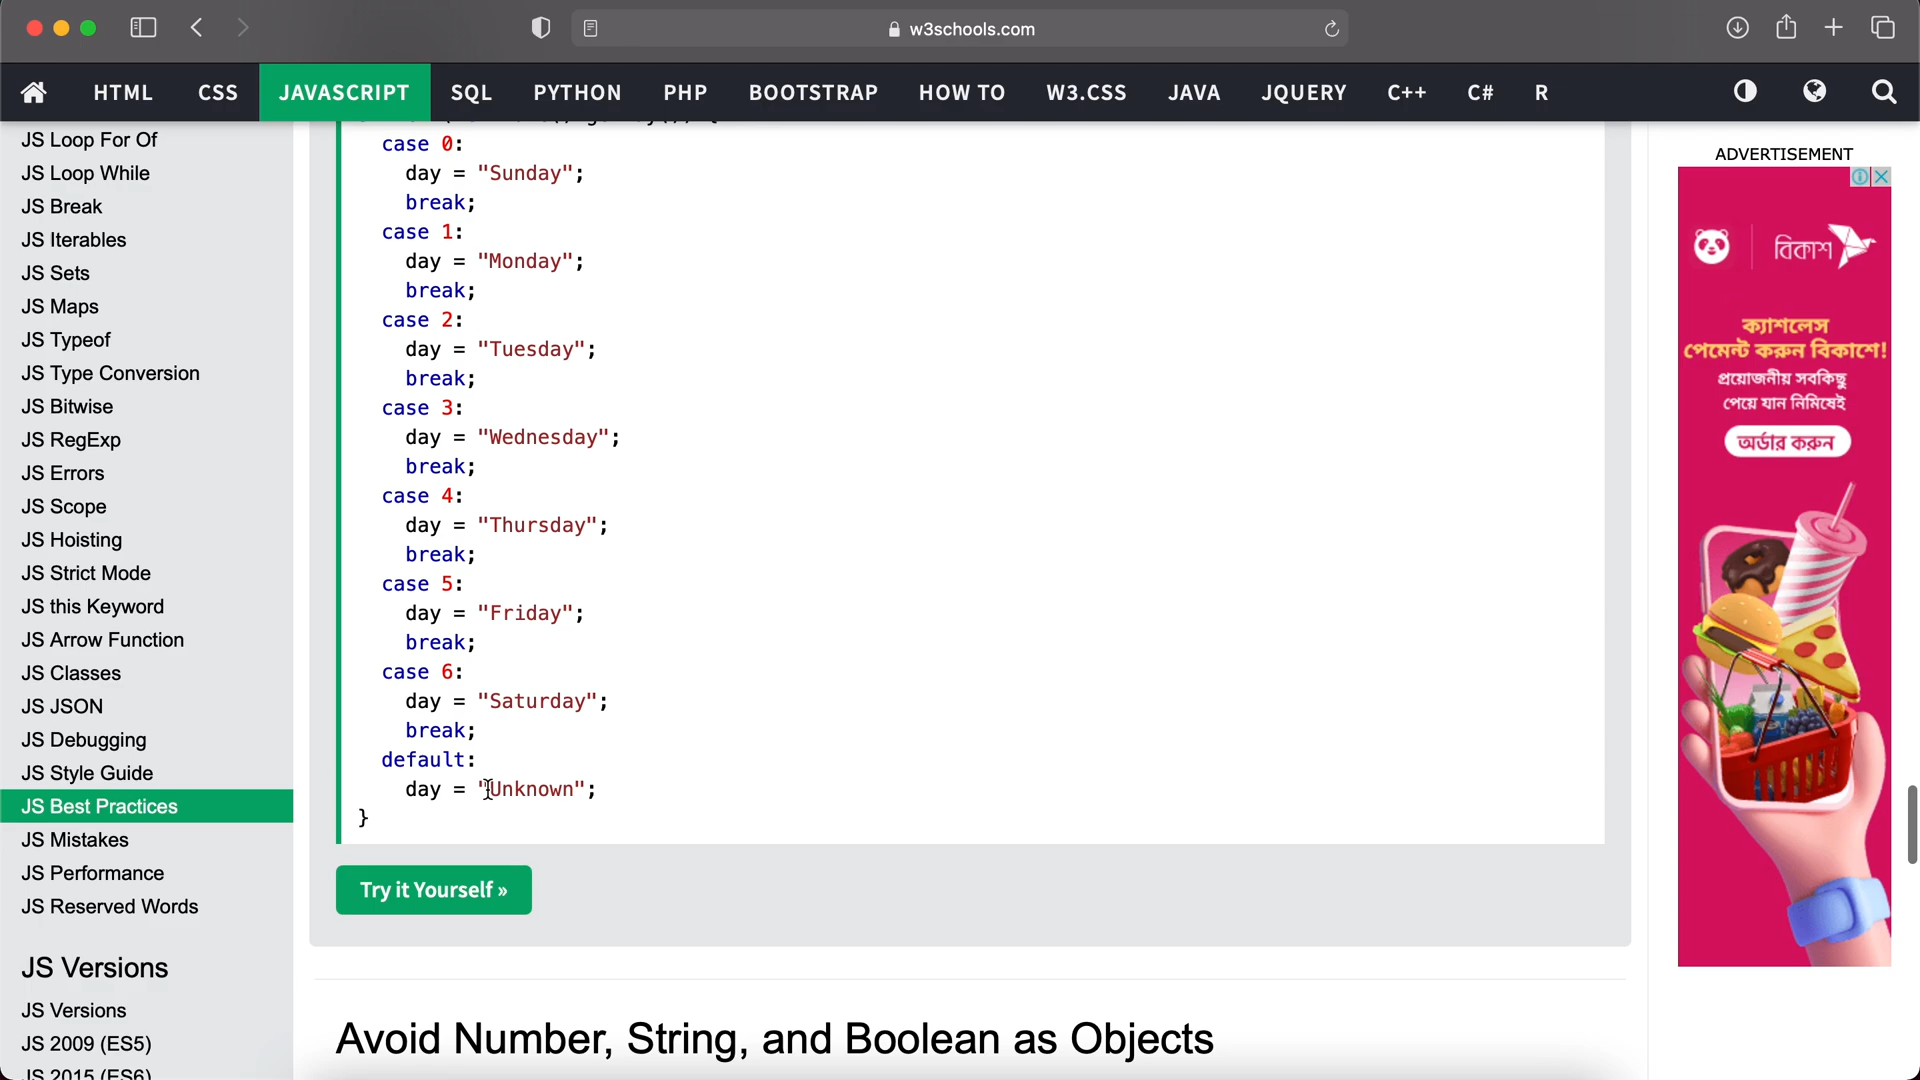 w3schools.com
HTML CSS JAVASCRIPT SQL PYTHON PHP BOOTSTRAP HOW TO W3.CSS JAVA JQUERY C++ C# R
JS Loop For Of
JS Loop While
JS Break
JS Iterables
JS Sets
JS Maps
JS Typeof
JS Type Conversion
JS Bitwise
JS RegExp
JS Errors
JS Scope
JS Hoisting
JS Strict Mode
JS this Keyword
JS Arrow Function
JS Classes
JS JSON
JS Debugging
JS Style Guide
JS Best Practices
JS Mistakes
JS Performance
JS Reserved Words
JS Versions
JS Versions
JS 2009 (ES5)
JS 2015 (ES6)
case 0:
day = "Sunday";
break;
case 1:
day = "Monday";
break;
case 2:
day = "Tuesday";
break;
case 3:
day = "Wednesday";
break;
case 4:
day = "Thursday";
break;
case 5:
day = "Friday";
break;
case 6:
day = "Saturday";
break;
default:
day = "Unknown";
}
Try it Yourself »
Avoid Number, String, and Boolean as Objects
ADVERTISEMENT
বিকাশ
ক্যাশলেস
পেমেন্ট করুন বিকাশে!
প্রয়োজনীয় সবকিছু
পেয়ে যান নিমিষেই
অর্ডার করুন